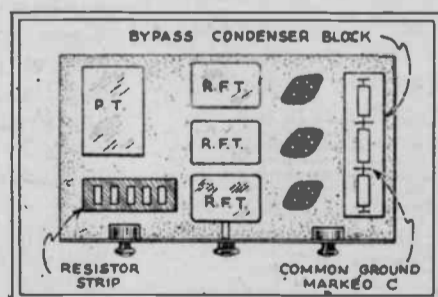 BYPASS CONDENSER BLOCK
P.T.
R.F.T.
R.F.T.
R.F.T.
RESISTOR
STRIP
COMMON GROUND
MARKED C